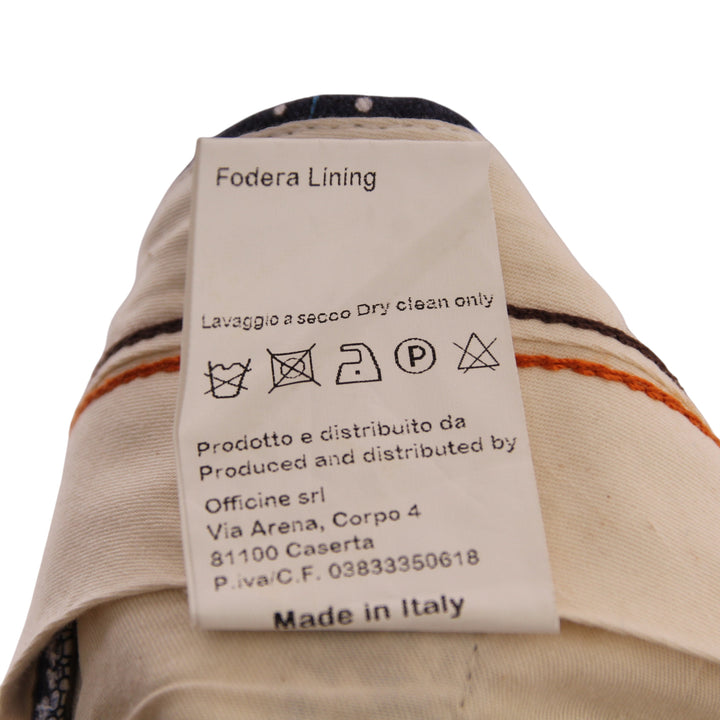 Fodera Lining
Lavaggio a secco Dry clean only
P
Prodotto e distribuito da
Produced and distributed by
Officine srl
Via Arena, Corpo 4
81100 Caserta
P.iva/C.F. 03833350618
Made in Italy